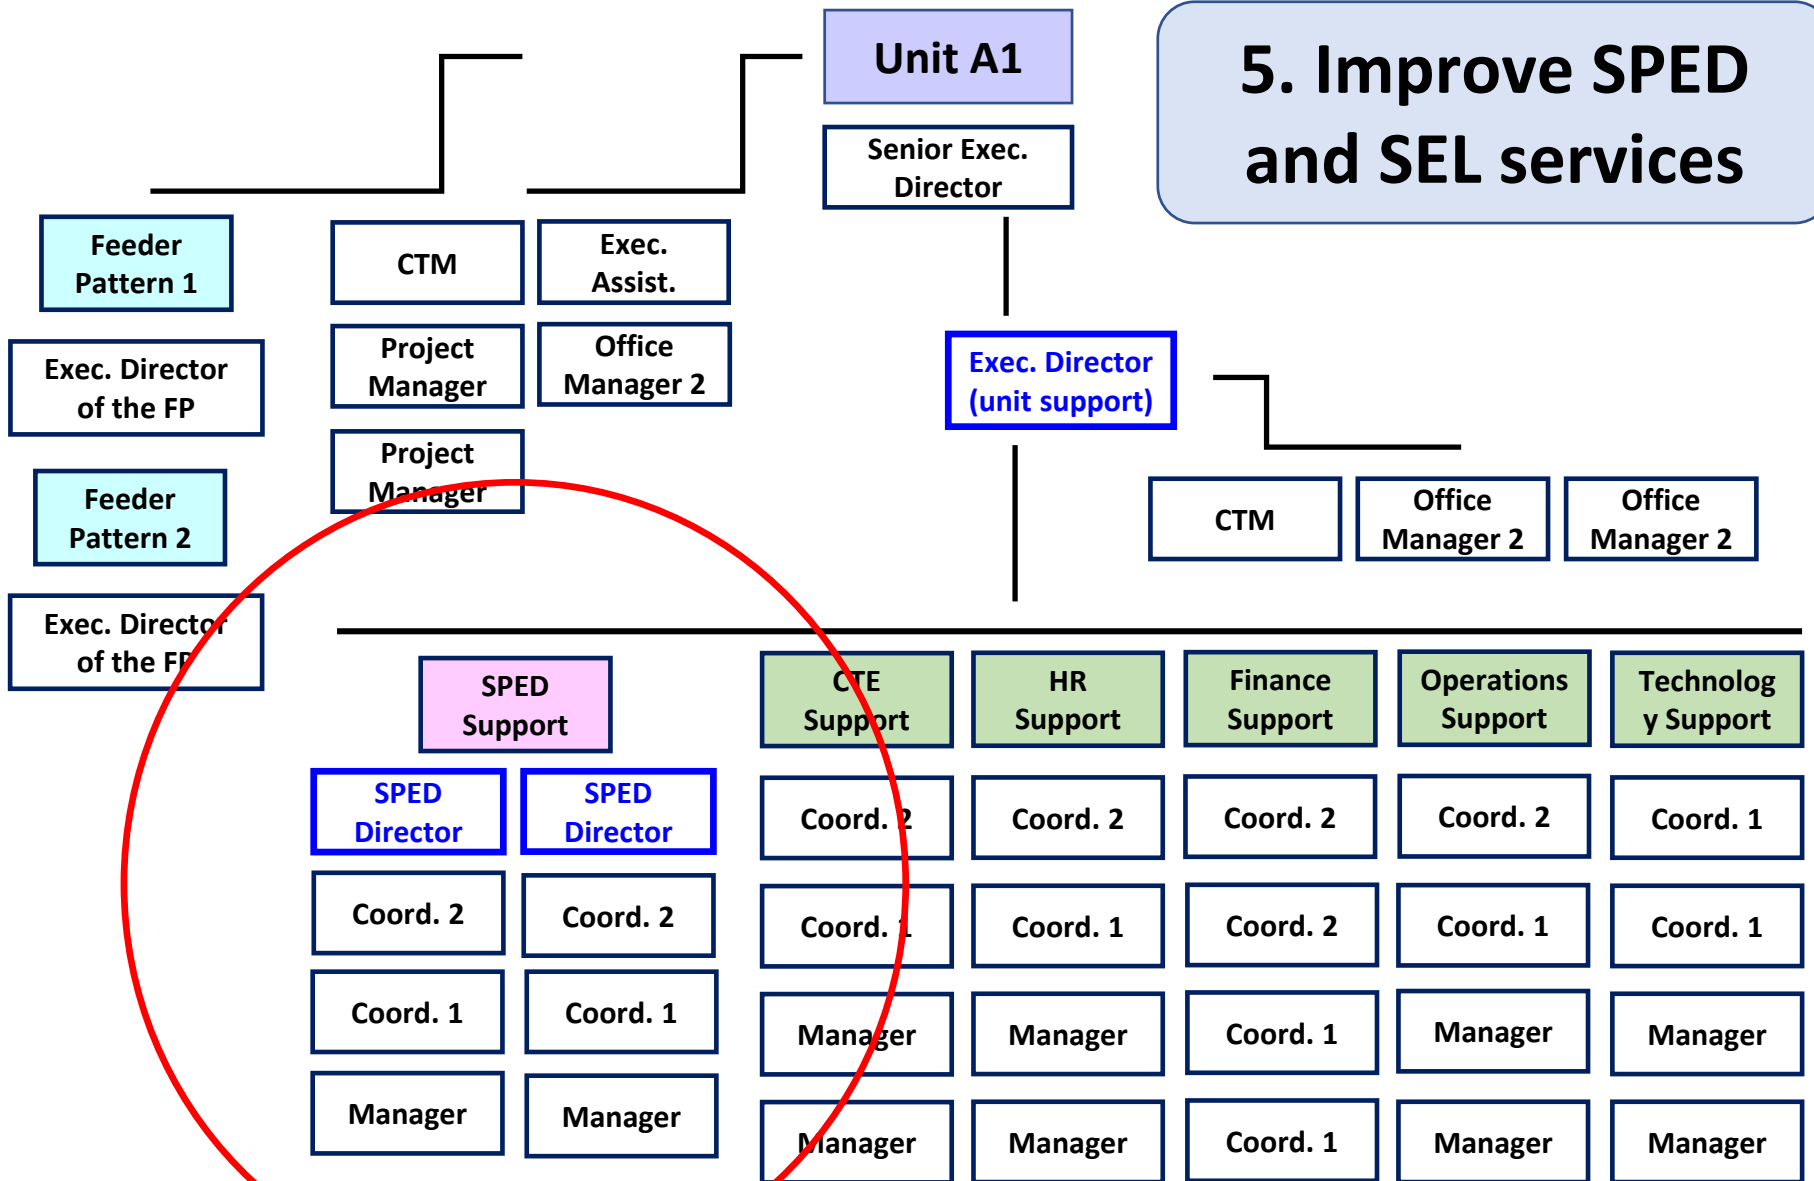 Unit A1
5. Improve SPED
and SEL services
Senior Exec.
Director
Feeder
Pattern 1
CTM
Exec.
Assist.
Exec. Director
of the FP
Project
Manager
Office
Manager 2
Exec. Director
(unit support)
Project
Manager
Feeder
Pattern 2
CTM
Office
Manager 2
Office
Manager 2
Exec. Director
of the FP
SPED
Support
CTE
Support
HR
Support
Finance
Support
Operations
Support
Technolog
y Support
SPED
Director
SPED
Director
Coord. 2
Coord. 2
Coord. 2
Coord. 2
Coord. 1
Coord. 2
Coord. 2
Coord. 1
Coord. 1
Coord. 2
Coord. 1
Coord. 1
Coord. 1
Coord. 1
Manager
Manager
Coord. 1
Manager
Manager
Manager
Manager
Manager
Manager
Coord. 1
Manager
Manager